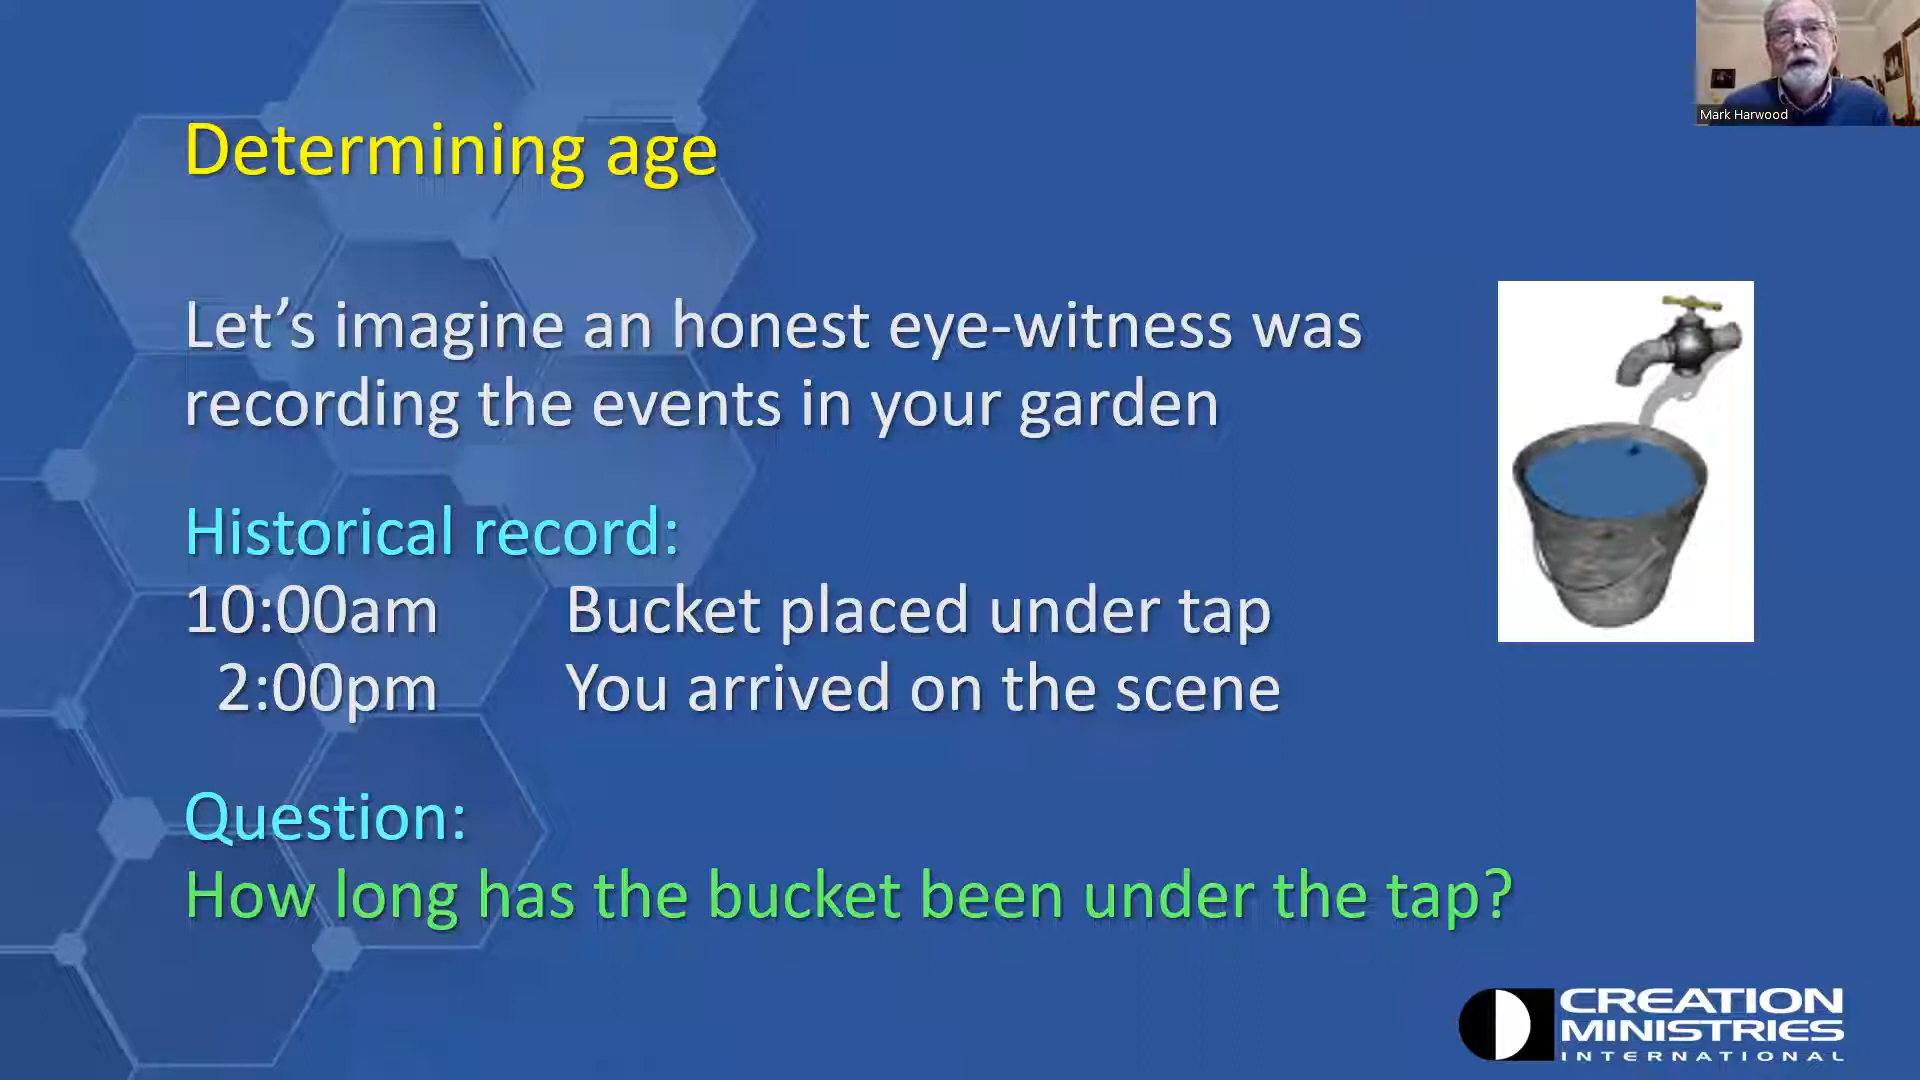 Mark Harwood
Determining age
Let’s imagine an honest eye-witness was
recording the events in your garden
Historical record:
10:00am Bucket placed under tap
2:00pm You arrived on the scene
Question:
How long has the bucket been under the tap?
CREATION
MINISTRIES
INTERNATIONAL